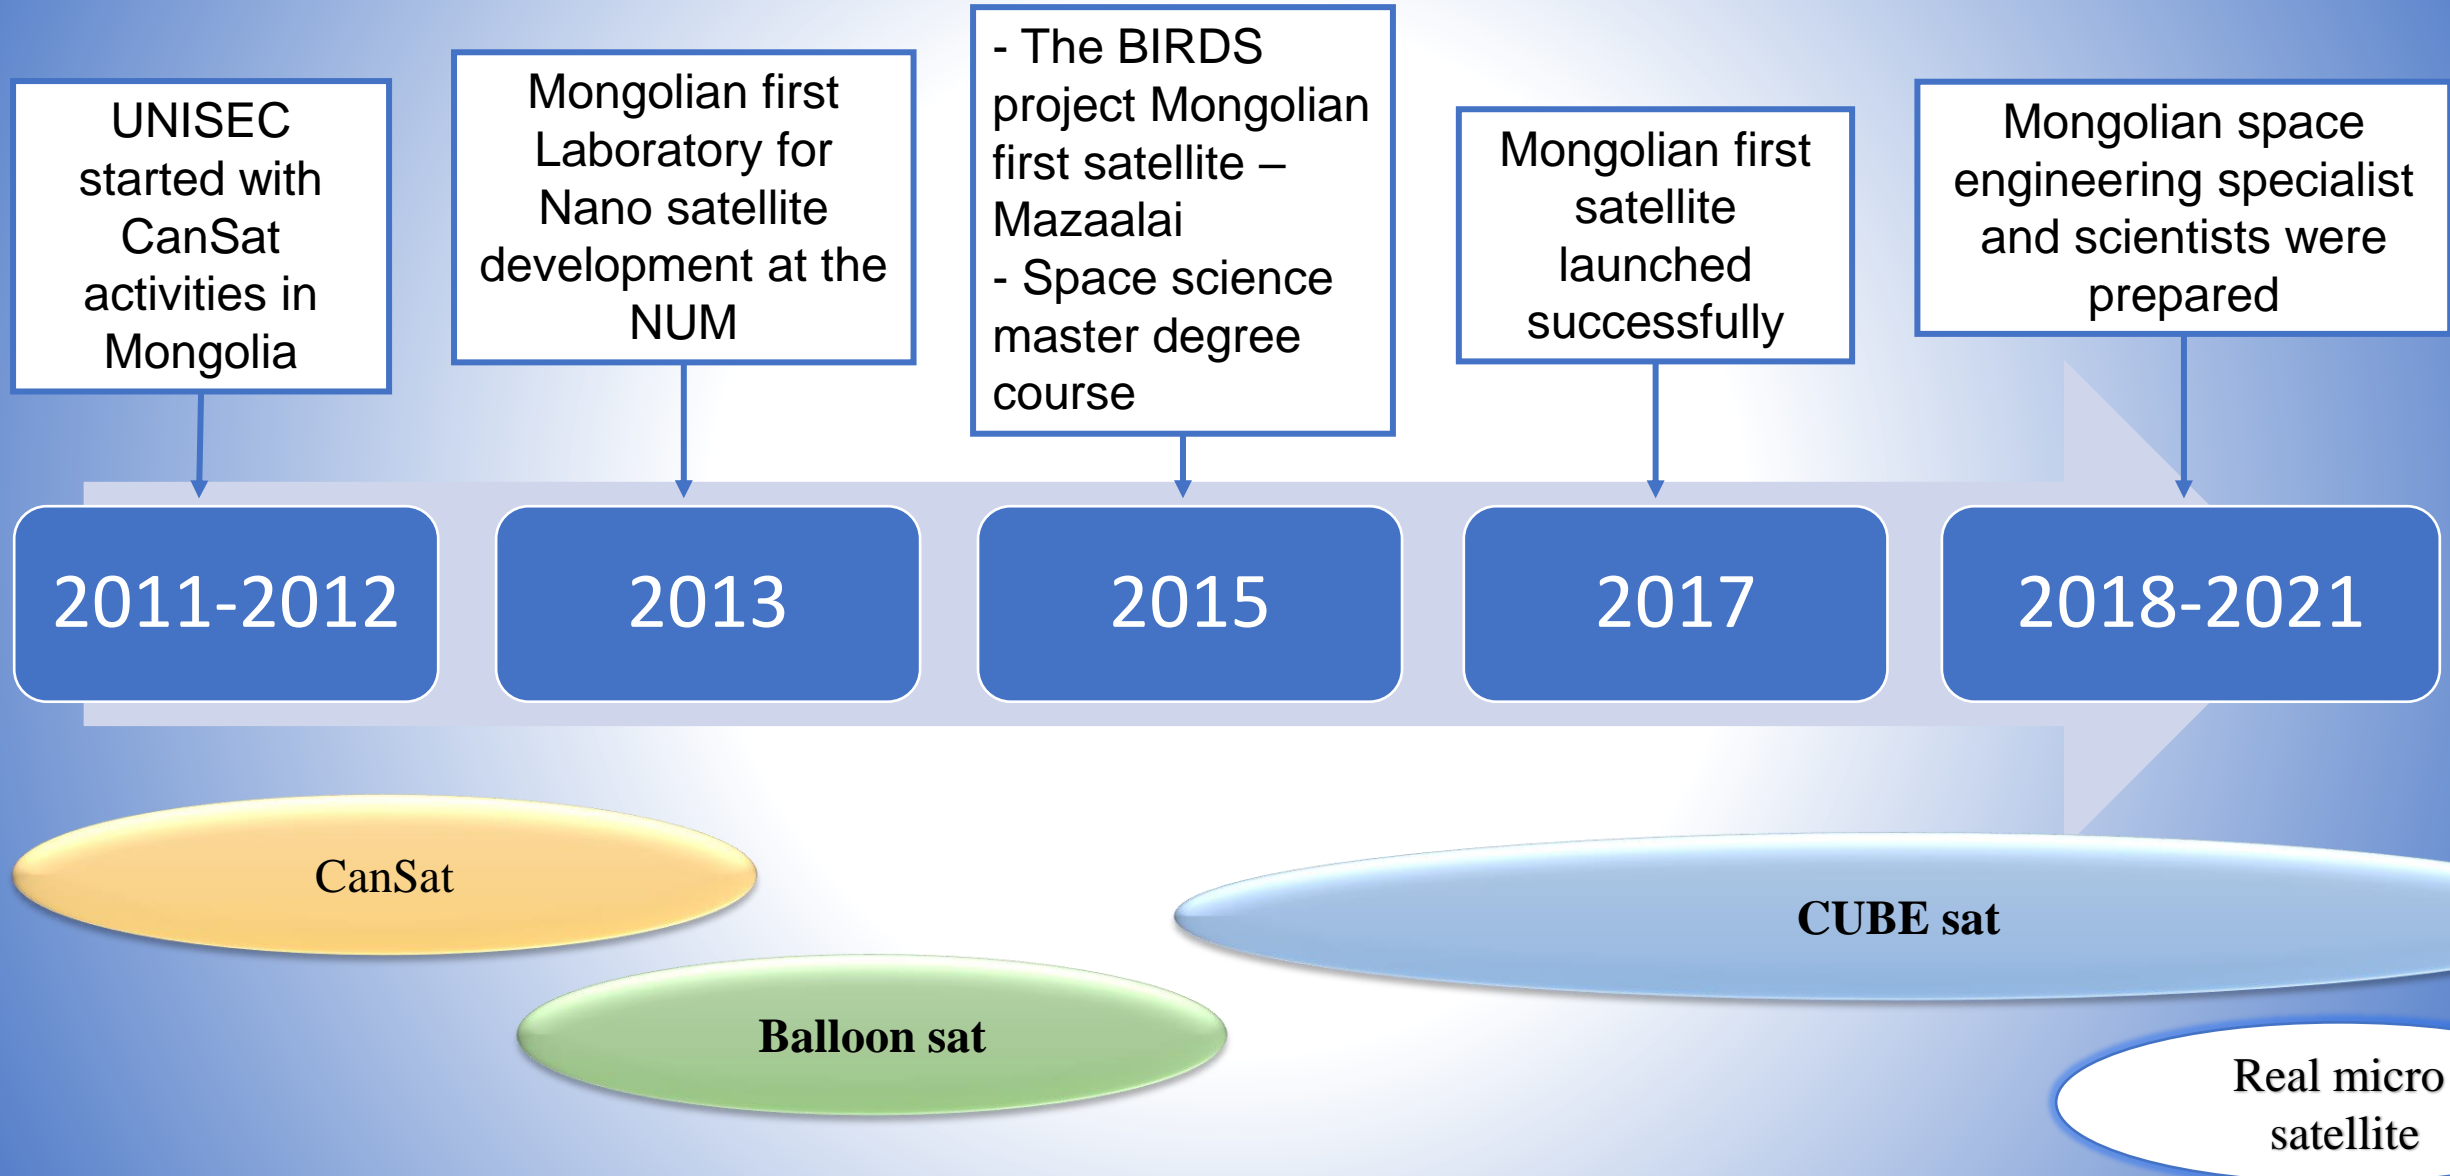 UNISEC
started with
CanSat
activities in
Mongolia
Mongolian first
Laboratory for
Nano satellite
development at the
NUM
- The BIRDS
project Mongolian
first satellite –
Mazaalai
- Space science
master degree
course
Mongolian first
satellite
launched
successfully
Mongolian space
engineering specialist
and scientists were
prepared
2011-2012
2013
2015
2017
2018-2021
CanSat
CUBE sat
Balloon sat
Real micro
satellite